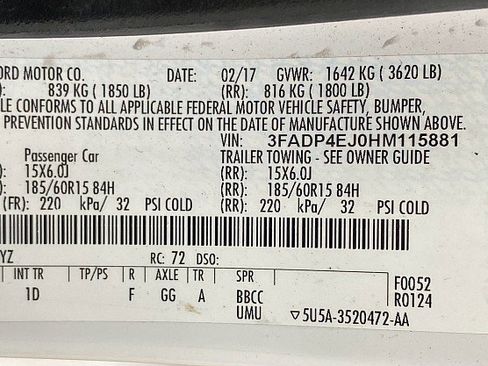 ORD MOTOR CO. DATE: 02/17 GVWR: 1642 KG ( 3620 LB)
839 KG ( 1850 LB) (RR): 816 KG ( 1800 LB)
LE CONFORMS TO ALL APPLICABLE FEDERAL MOTOR VEHICLE SAFETY, BUMPER,
PREVENTION STANDARDS IN EFFECT ON THE DATE OF MANUFACTURE SHOWN ABOVE.
VIN: 3FADP4EJ0HM115881
Passenger Car TRAILER TOWING - SEE OWNER GUIDE
15X6.0J (RR): 15X6.0J
185/60R15 84H (RR): 185/60R15 84H
(FR): 220 kPa/ 32 PSI COLD (RR): 220 kPa/ 32 PSI COLD
YZ RC: 72 DSO:
INT TR TP/PS R AXLE TR SPR F0052
1D F GG A BBCC R0124
UMU ▽5U5A-3520472-AA